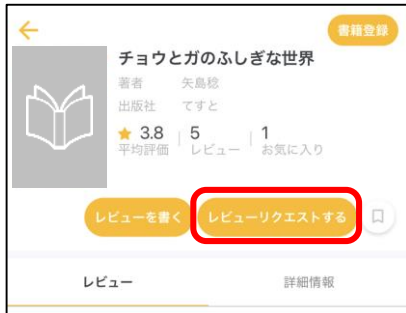 書籍登録
チョウとガのふしぎな世界
著者 矢島稔
出版社 てすと
3.8 5 1
平均評価 レビュー お気に入り
レビューを書く レビューリクエストする
レビュー 詳細情報